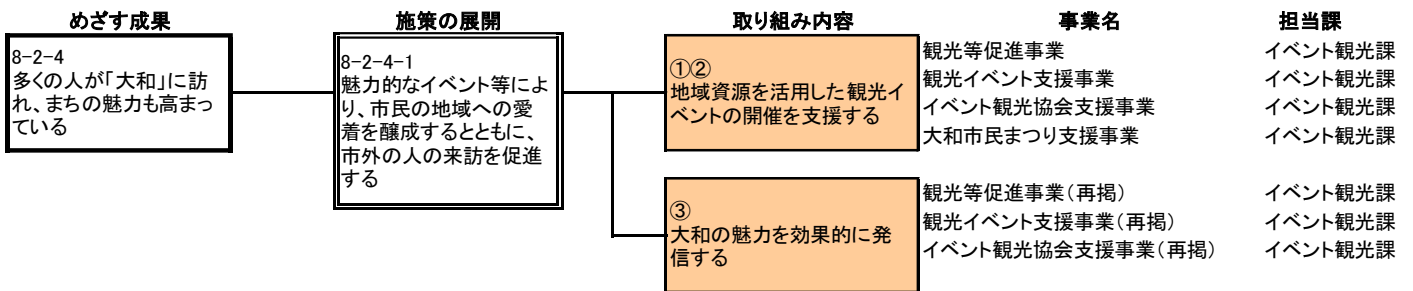 めざす成果
施策の展開
取り組み内容
事業名
担当課
8-2-4
多くの人が「大和」に訪
れ、まちの魅力も高まっ
ている
8-2-4-1
魅力的なイベント等によ
り、市民の地域への愛
着を醸成するとともに、
市外の人の来訪を促進
する
①②
地域資源を活用した観光イ
ベントの開催を支援する
観光等促進事業 イベント観光課
観光イベント支援事業 イベント観光課
イベント観光協会支援事業 イベント観光課
大和市民まつり支援事業 イベント観光課
③
大和の魅力を効果的に発
信する
観光等促進事業(再掲) イベント観光課
観光イベント支援事業(再掲) イベント観光課
イベント観光協会支援事業(再掲) イベント観光課